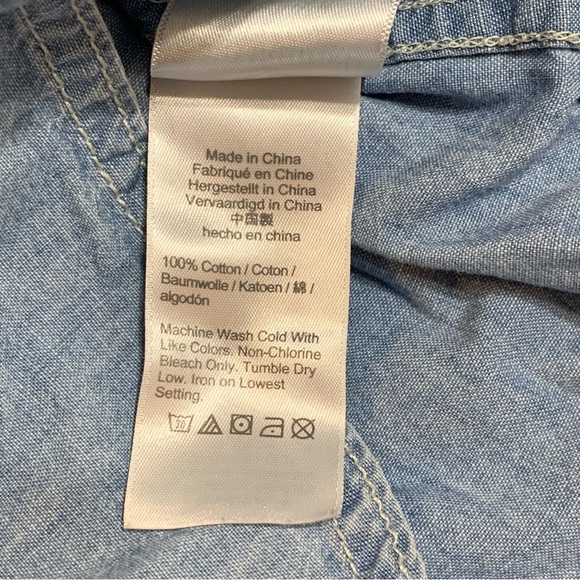 Made in China
Fabriqué en Chine
Hergestellt in China
Vervaardigd in China
中国製
hecho en china
100% Cotton / Coton /
Baumwolle / Katoen / 綿 /
algodón
Machine Wash Cold With
Like Colors. Non-Chlorine
Bleach Only. Tumble Dry
Low. Iron on Lowest
Setting.
30